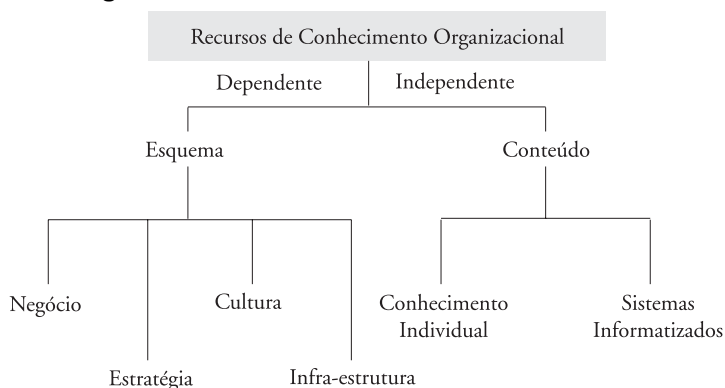 Recursos de Conhecimento Organizacional
Dependente Independente
Esquema Conteúdo
Negócio Cultura Conhecimento Individual Sistemas Informatizados
Estratégia Infra-estrutura